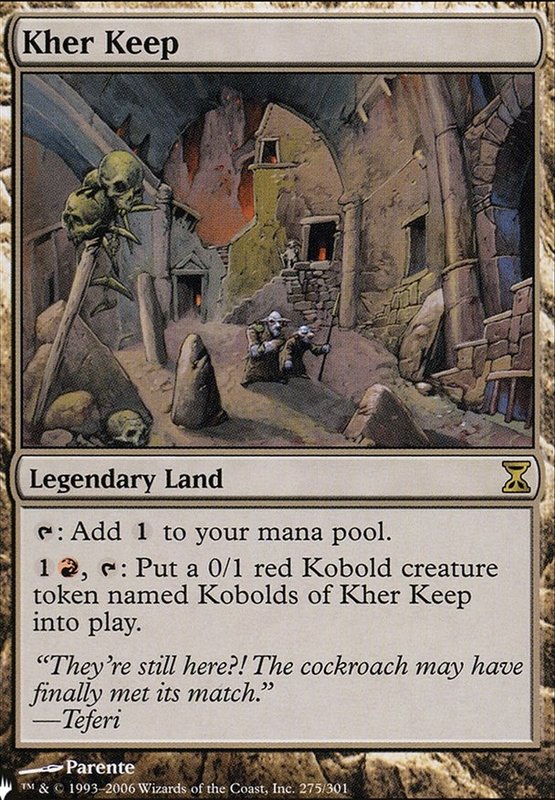 Kher Keep
Legendary Land
: Add 1 to your mana pool.
1 , : Put a 0/1 red Kobold creature
token named Kobolds of Kher Keep
into play.
"They're still here?! The cockroach may have
finally met its match."
—Teferi
Parente
™ & © 1993–2006 Wizards of the Coast, Inc. 275/301